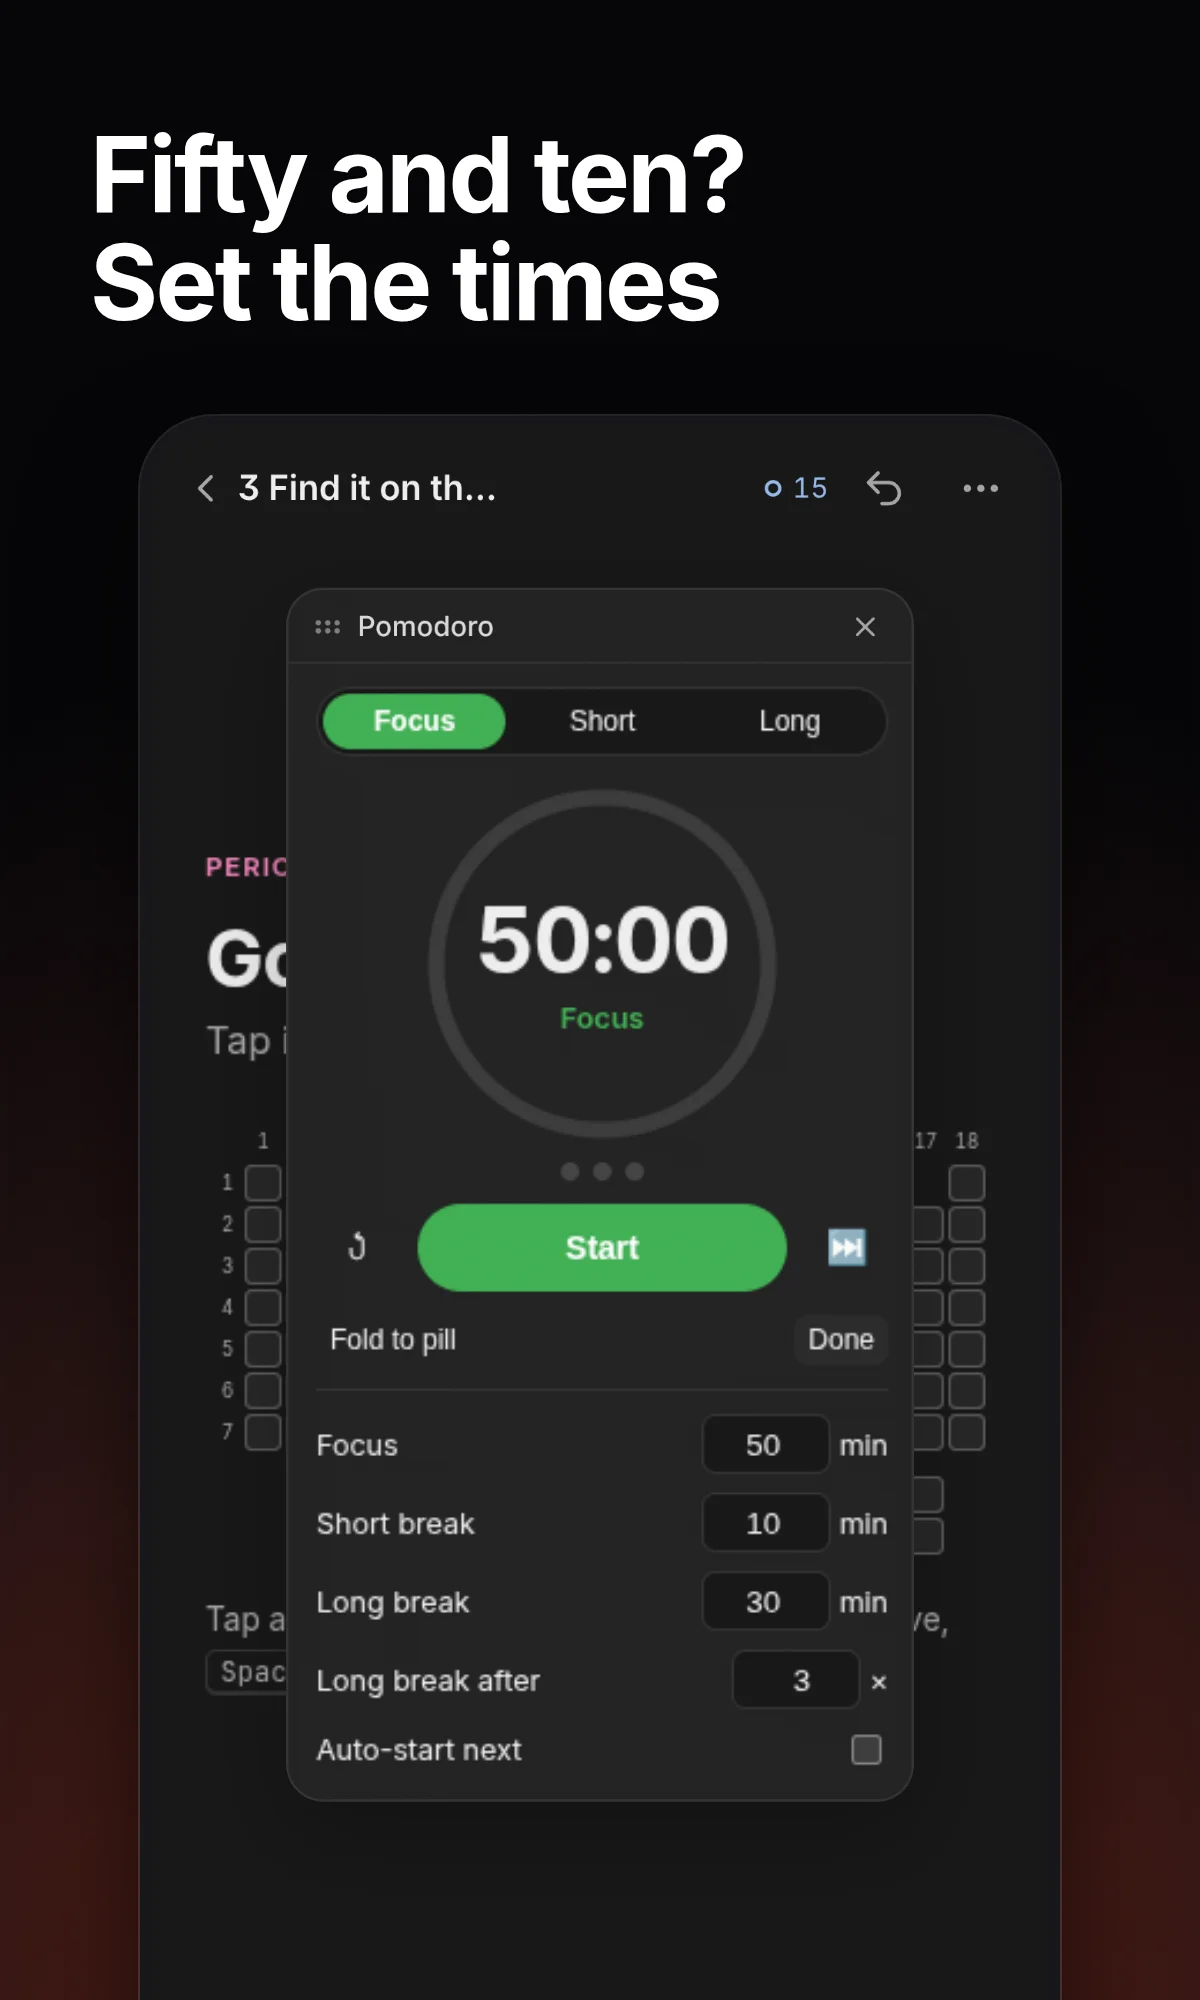 Fifty and ten?
Set the times
3 Find it on th...
15
Pomodoro
Focus Short Long
50:00
Focus
Start
Fold to pill Done
Focus 50 min
Short break 10 min
Long break 30 min
Long break after 3 ×
Auto-start next
PERIO
Go
Tap i
1 17 18
1
2
3
4
5
6
7
Tap a ve,
Spac